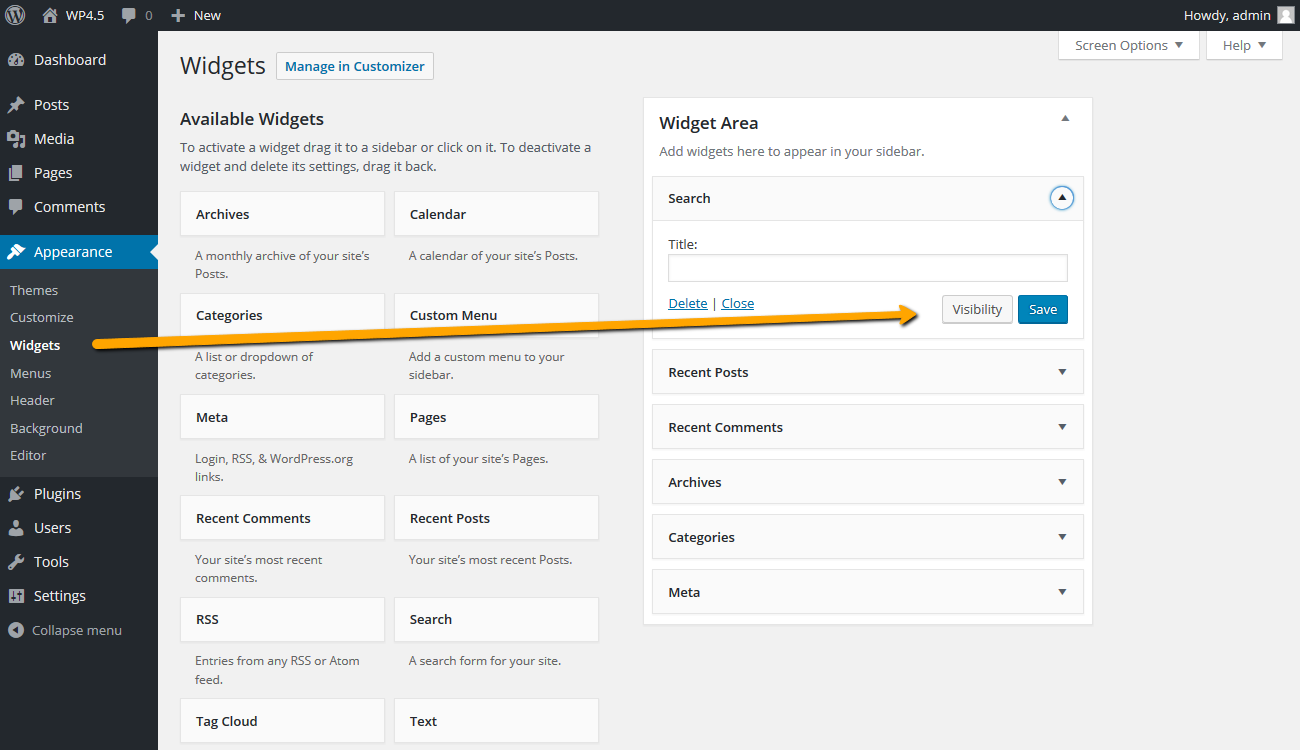 WP4.5 0 New Howdy, admin
Dashboard
Posts
Media
Pages
Comments
Appearance
Themes
Customize
Widgets
Menus
Header
Background
Editor
Plugins
Users
Tools
Settings
Collapse menu
Screen Options Help
Widgets Manage in Customizer
Available Widgets
To activate a widget drag it to a sidebar or click on it. To deactivate a
widget and delete its settings, drag it back.
Archives
A monthly archive of your site’s
Posts.
Calendar
A calendar of your site’s Posts.
Categories
A list or dropdown of
categories.
Custom Menu
Add a custom menu to your
sidebar.
Meta
Login, RSS, & WordPress.org
links.
Pages
A list of your site’s Pages.
Recent Comments
Your site’s most recent
comments.
Recent Posts
Your site’s most recent Posts.
RSS
Entries from any RSS or Atom
feed.
Search
A search form for your site.
Tag Cloud
Text
Widget Area
Add widgets here to appear in your sidebar.
Search
Title:
Delete | Close Visibility Save
Recent Posts
Recent Comments
Archives
Categories
Meta